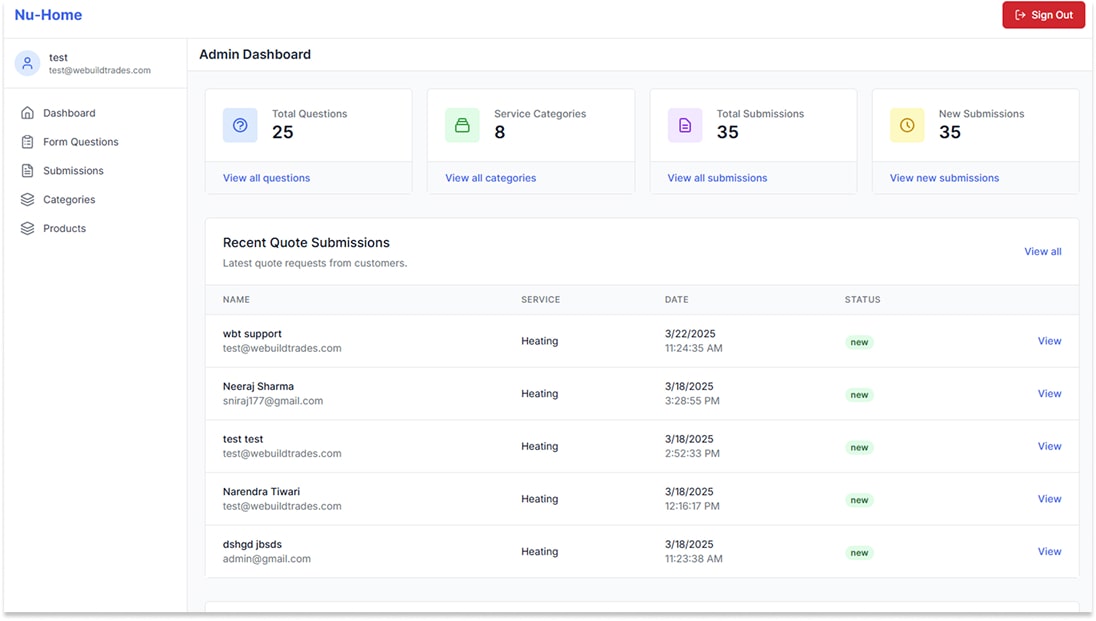 Nu-Home
Sign Out
test
test@webuildtrades.com
Dashboard
Form Questions
Submissions
Categories
Products
Admin Dashboard
Total Questions
25
View all questions
Service Categories
8
View all categories
Total Submissions
35
View all submissions
New Submissions
35
View new submissions
Recent Quote Submissions
Latest quote requests from customers.
View all
NAME SERVICE DATE STATUS
wbt support
test@webuildtrades.com
Heating
3/22/2025
11:24:35 AM
new
View
Neeraj Sharma
sniraj177@gmail.com
Heating
3/18/2025
3:28:55 PM
new
View
test test
test@webuildtrades.com
Heating
3/18/2025
2:52:33 PM
new
View
Narendra Tiwari
test@webuildtrades.com
Heating
3/18/2025
12:16:17 PM
new
View
dshgd jbsds
admin@gmail.com
Heating
3/18/2025
11:23:38 AM
new
View